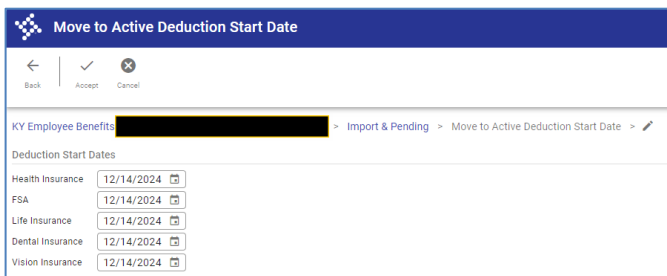 Move to Active Deduction Start Date
Back Accept Cancel
KY Employee Benefits > Import & Pending > Move to Active Deduction Start Date >
Deduction Start Dates
Health Insurance 12/14/2024
FSA 12/14/2024
Life Insurance 12/14/2024
Dental Insurance 12/14/2024
Vision Insurance 12/14/2024